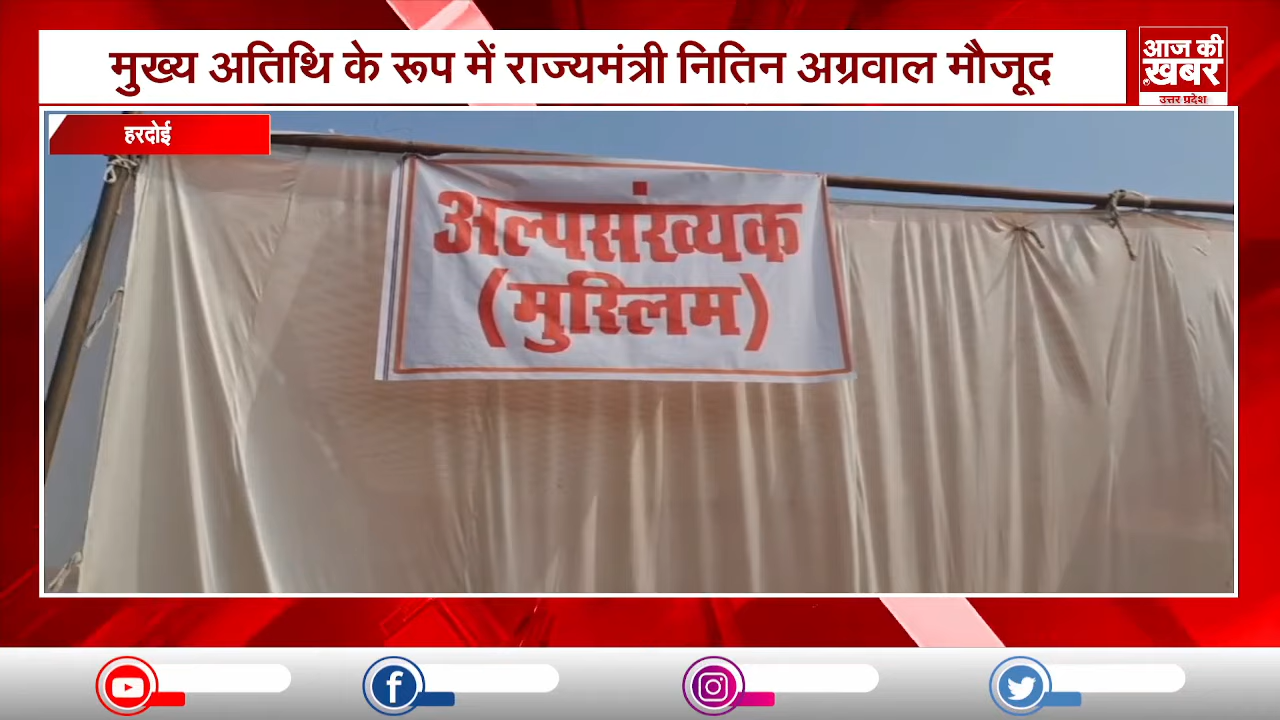 मुख्य अतिथि के रूप में राज्यमंत्री नितिन अग्रवाल मौजूद
आज की
ख़बर
उत्तर प्रदेश
हरदोई
अल्पसंख्यक
(मुस्लिम)